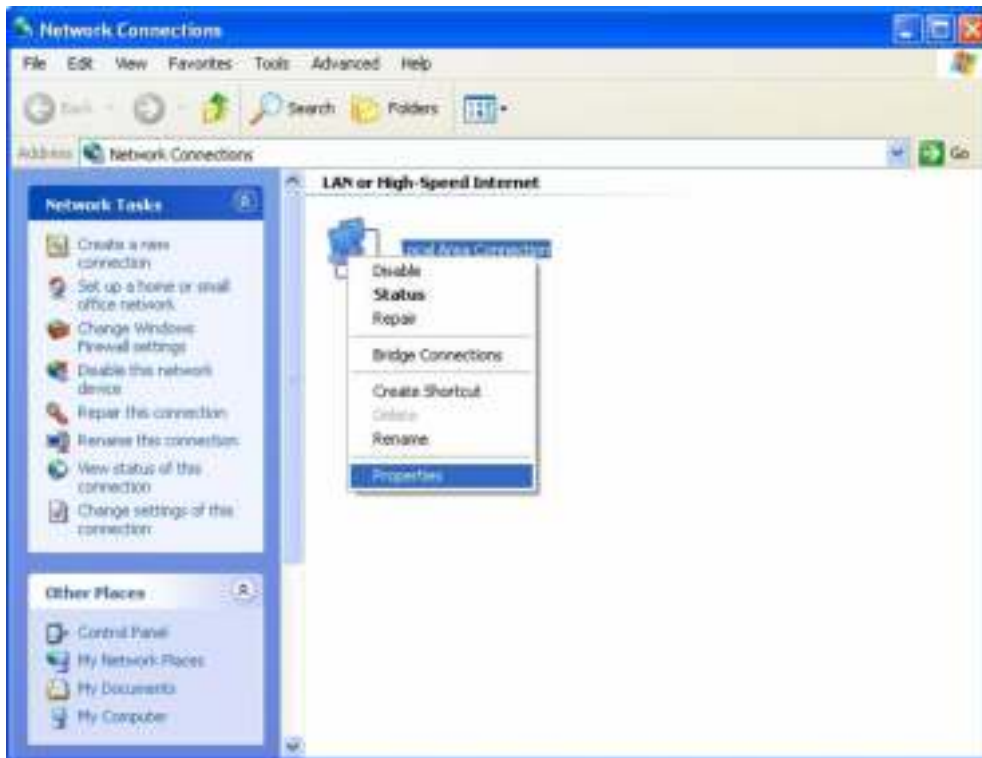 Network Connections
File Edit View Favorites Tools Advanced Help
Back Search Folders
Address Network Connections Go
Network Tasks
Create a new
connection
Set up a home or small
office network
Change Windows
Firewall settings
Disable this network
device
Repair this connection
Rename this connection
View status of this
connection
Change settings of this
connection
Other Places
Control Panel
My Network Places
My Documents
My Computer
LAN or High-Speed Internet
Local Area Connection
Disable
Status
Repair
Bridge Connections
Create Shortcut
Delete
Rename
Properties